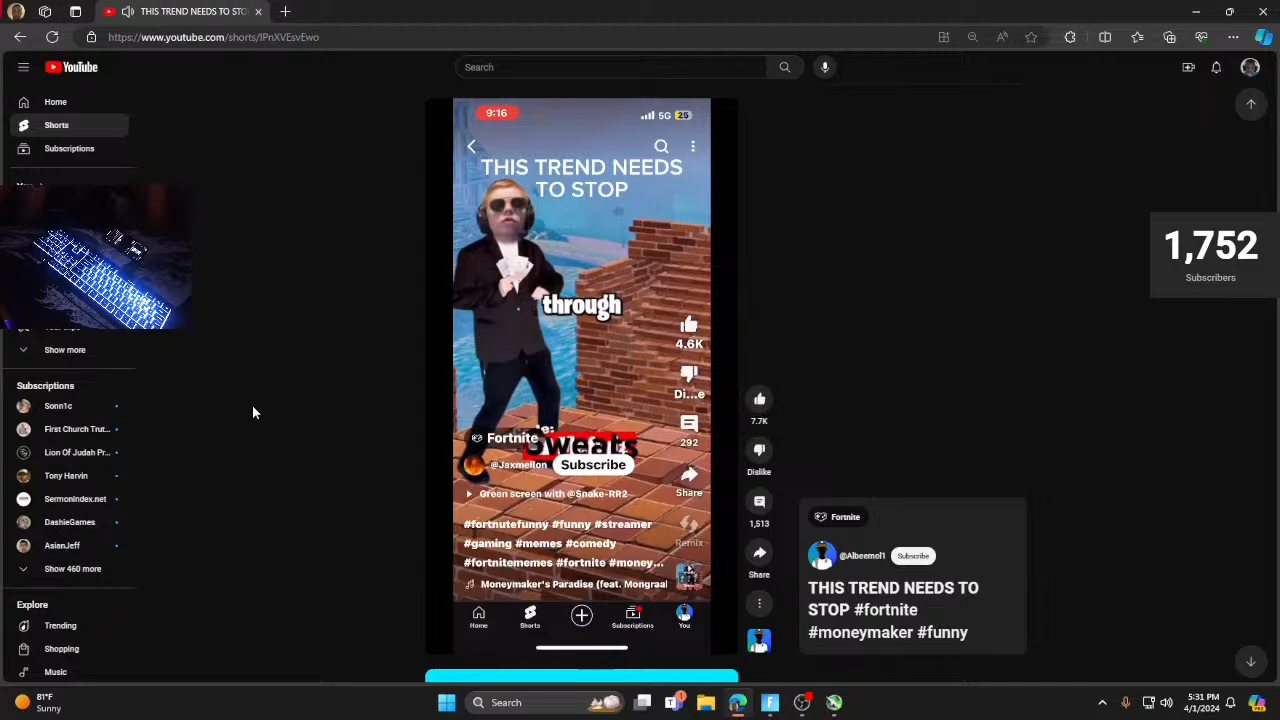 THIS TREND NEEDS TO STO
https://www.youtube.com/shorts/IPnXVEsvEwo
YouTube
Search
Home
Shorts
Subscriptions
Show more
Subscriptions
Sonn1c
First Church Trut...
Lion Of Judah Pr...
Tony Harvin
SermonIndex.net
DashieGames
AsianJeff
Show 460 more
Explore
Trending
Shopping
Music
9:16
5G 25
THIS TREND NEEDS
TO STOP
through
4.6K
Di...e
292
Share
Remix
Sweats
Fortnite
@Jaxmellon Subscribe
Green screen with @Snake-RR2
#fortnutefunny #funny #streamer
#gaming #memes #comedy
#fortnitememes #fortnite #money...
Moneymaker's Paradise (feat. Mongraal
Home Shorts Subscriptions You
7.7K
Dislike
1,513
Share
Fortnite
@Albeemol1 Subscribe
THIS TREND NEEDS TO
STOP #fortnite
#moneymaker #funny
1,752
Subscribers
81°F
Sunny
Search
5:31 PM
4/3/2024